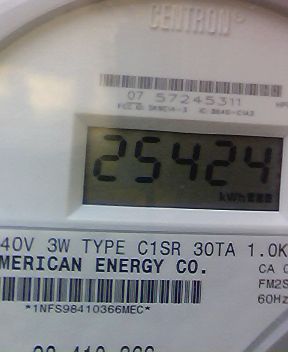 CENTRON®
07 57245311
25424
kWh
40V 3W TYPE C1SR 30TA 1.0K
MERICAN ENERGY CO.
CA
FM2S
60Hz
*1NFS98410366MEC*